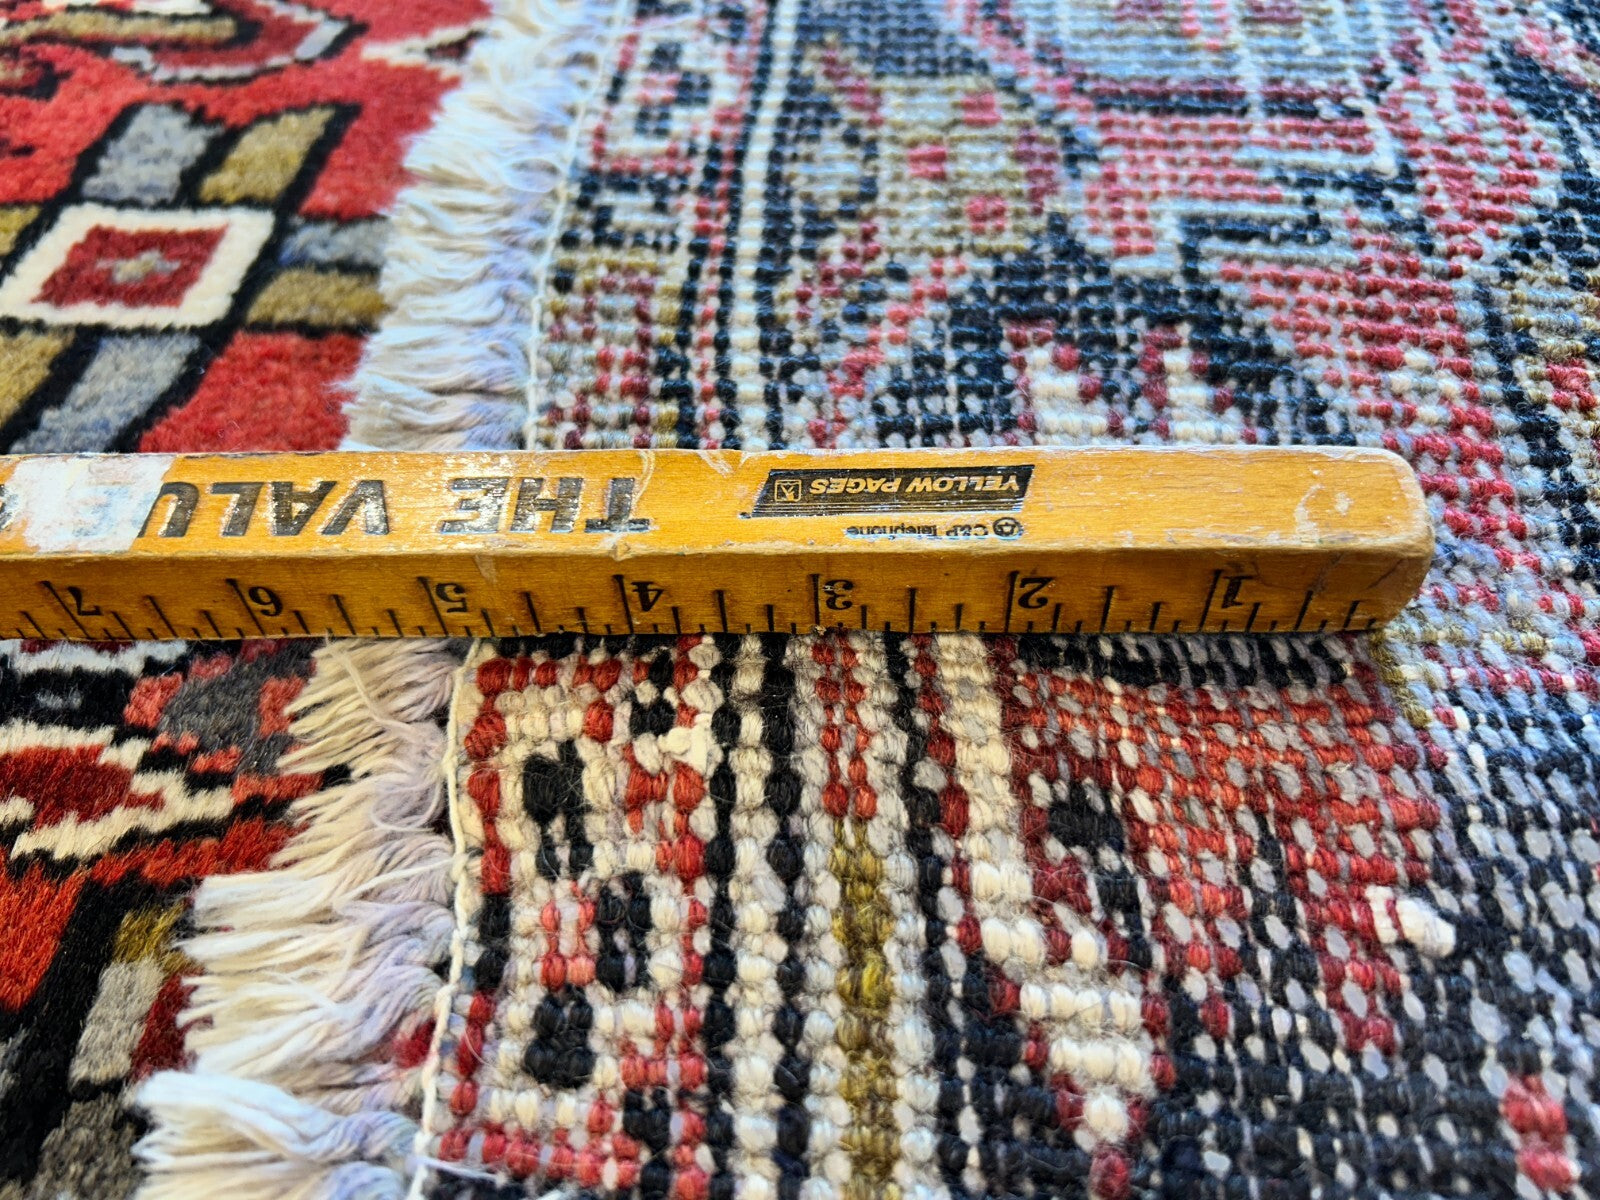 YELLOW PAGES
C&P Telephone
THE VALU
1 2 3 4 5 6 7